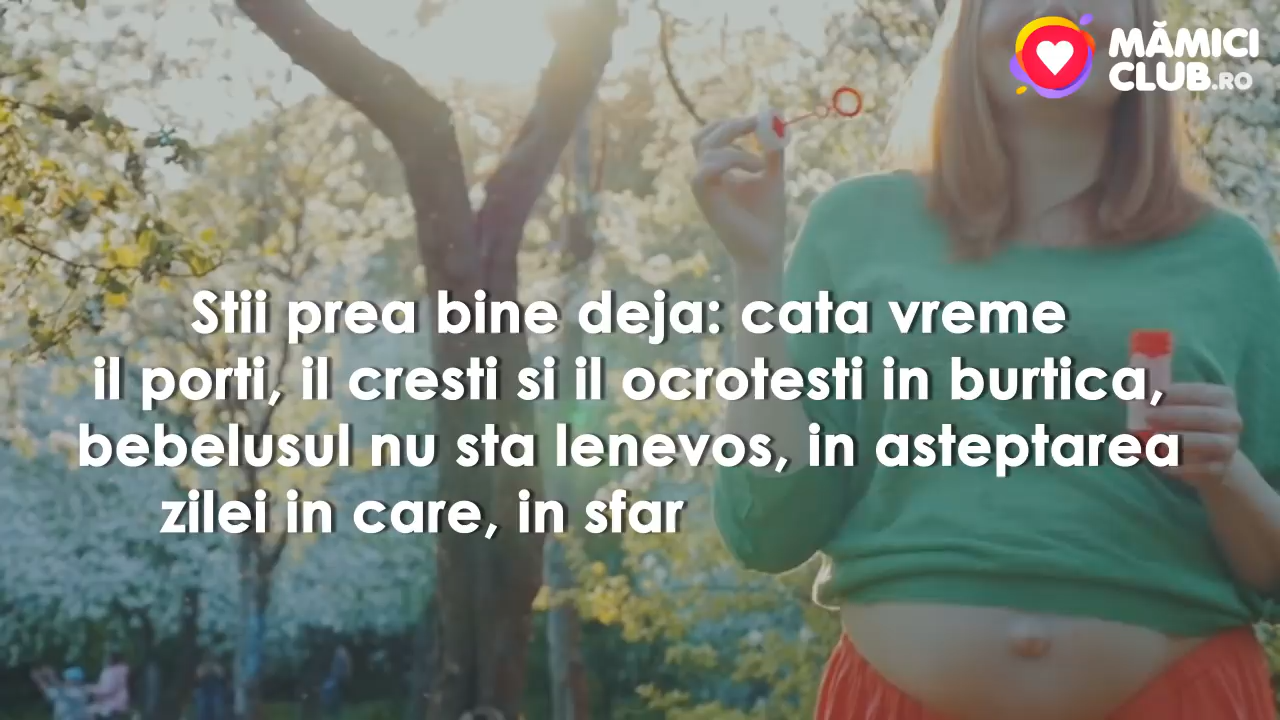 MĂMICI
CLUB.RO
Stii prea bine deja: cata vreme
il porti, il cresti si il ocrotesti in burtica,
bebelusul nu sta lenevos, in asteptarea
zilei in care, in sfar